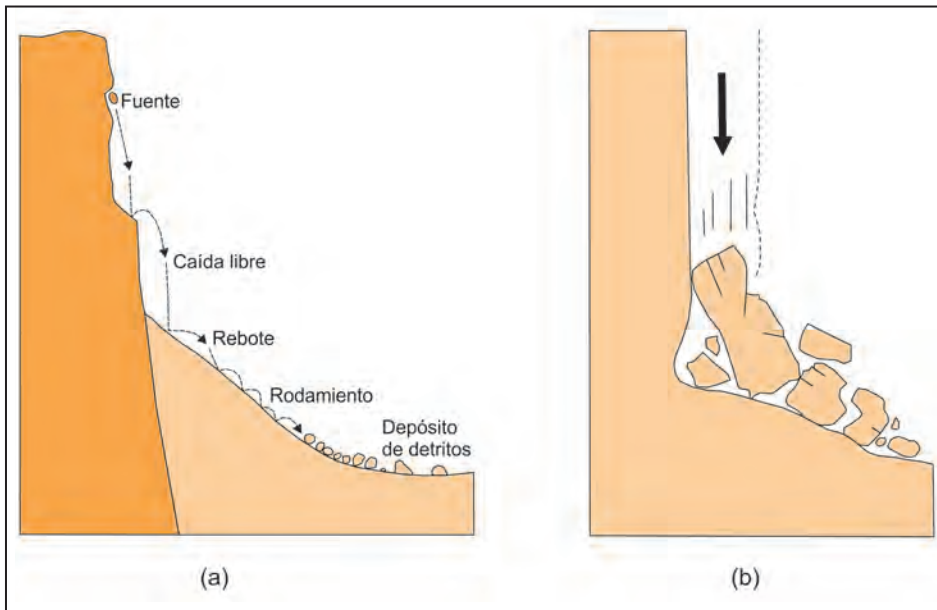 Fuente
Caída libre
Rebote
Rodamiento
Depósito
de detritos
(a)
(b)